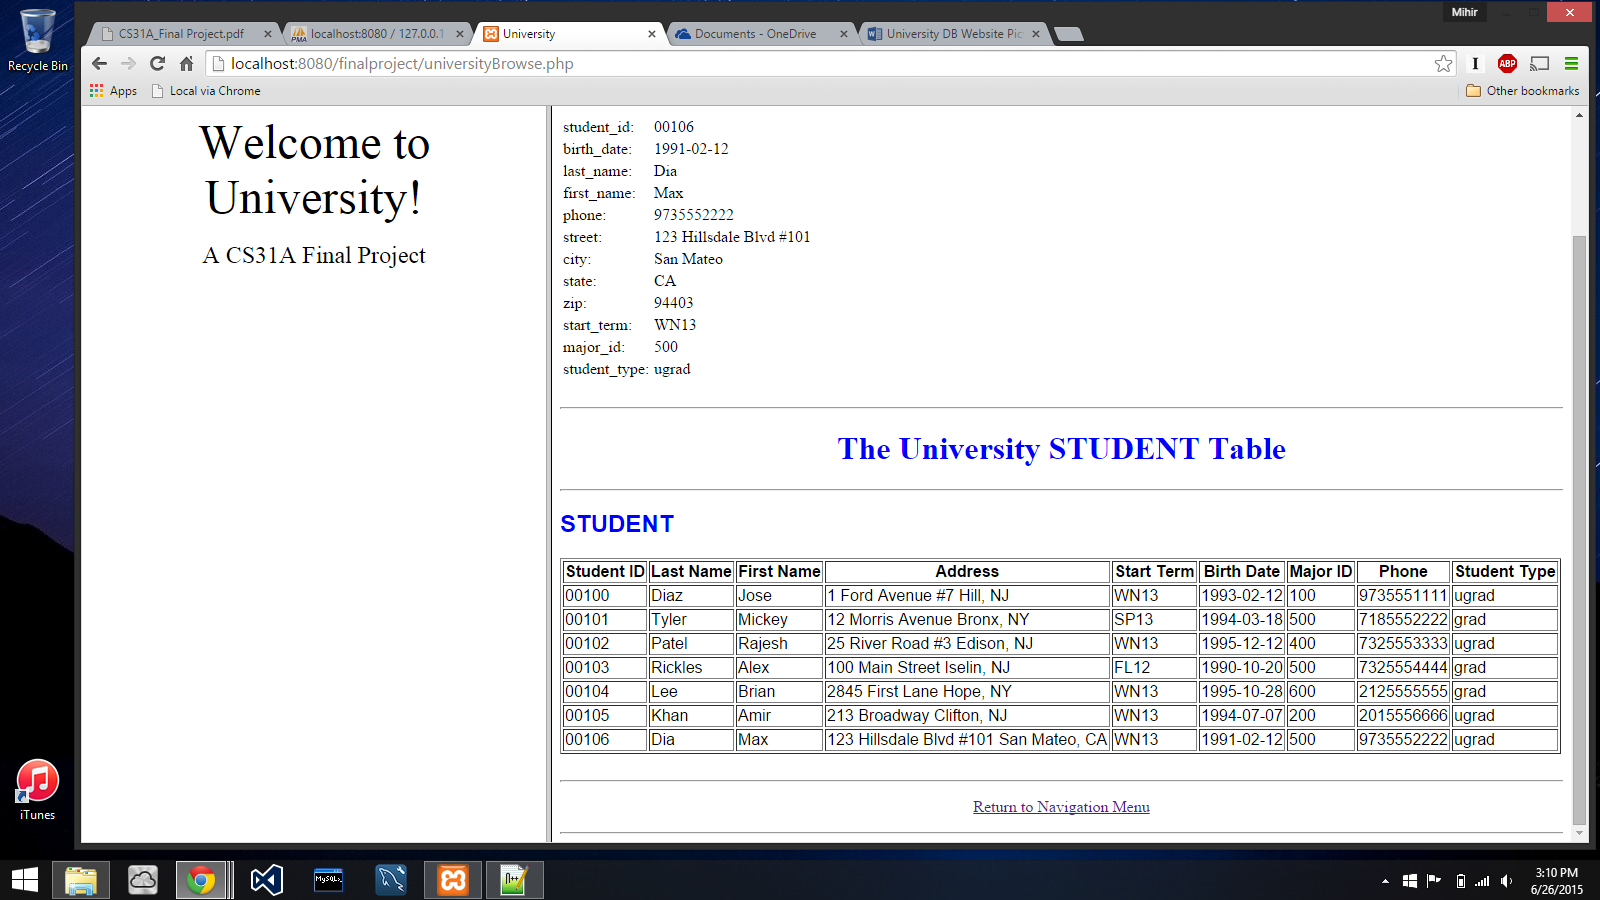 Recycle Bin
iTunes
Mihir
CS31A_Final Project.pdf
localhost:8080 / 127.0.0.1
University
Documents - OneDrive
University DB Website Pic
localhost:8080/finalproject/universityBrowse.php
I
ABP
Apps
Local via Chrome
Other bookmarks
Welcome to
University!
A CS31A Final Project
student_id: 00106
birth_date: 1991-02-12
last_name: Dia
first_name: Max
phone: 9735552222
street: 123 Hillsdale Blvd #101
city: San Mateo
state: CA
zip: 94403
start_term: WN13
major_id: 500
student_type: ugrad
The University STUDENT Table
STUDENT
Student ID Last Name First Name Address Start Term Birth Date Major ID Phone Student Type
00100 Diaz Jose 1 Ford Avenue #7 Hill, NJ WN13 1993-02-12 100 9735551111 ugrad
00101 Tyler Mickey 12 Morris Avenue Bronx, NY SP13 1994-03-18 500 7185552222 grad
00102 Patel Rajesh 25 River Road #3 Edison, NJ WN13 1995-12-12 400 7325553333 ugrad
00103 Rickles Alex 100 Main Street Iselin, NJ FL12 1990-10-20 500 7325554444 grad
00104 Lee Brian 2845 First Lane Hope, NY WN13 1995-10-28 600 2125555555 grad
00105 Khan Amir 213 Broadway Clifton, NJ WN13 1994-07-07 200 2015556666 ugrad
00106 Dia Max 123 Hillsdale Blvd #101 San Mateo, CA WN13 1991-02-12 500 9735552222 ugrad
Return to Navigation Menu
3:10 PM
6/26/2015